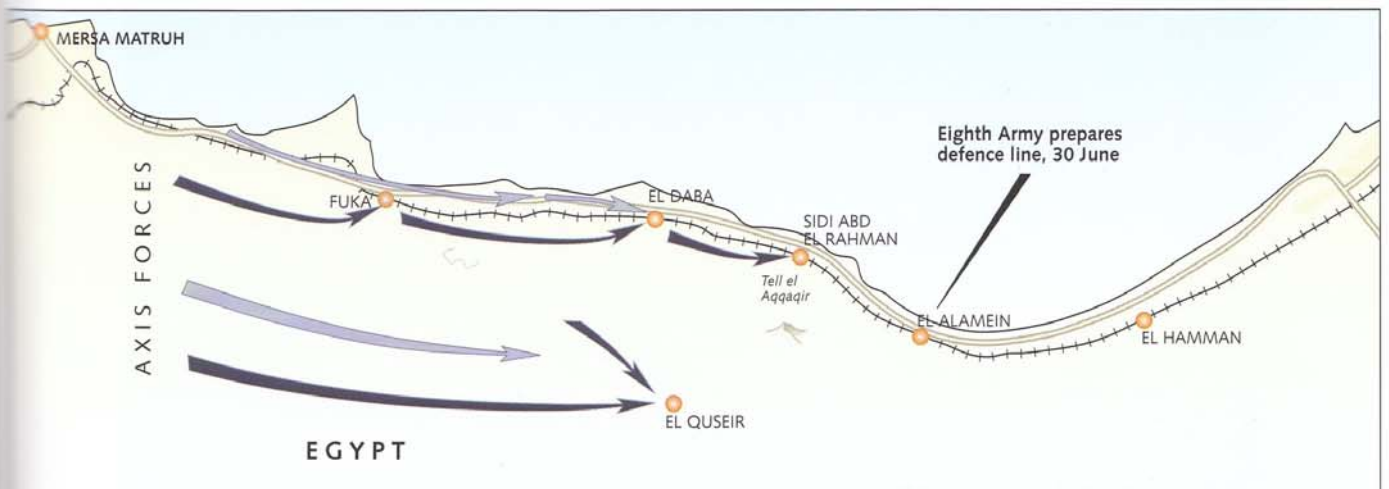 MERSA MATRUH
Eighth Army prepares
defence line, 30 June
AXIS FORCES
FUKA
EL DABA
SIDI ABD
EL RAHMAN
Tell el
Aqqaqir
EL ALAMEIN
EL HAMMAN
EL QUSEIR
EGYPT